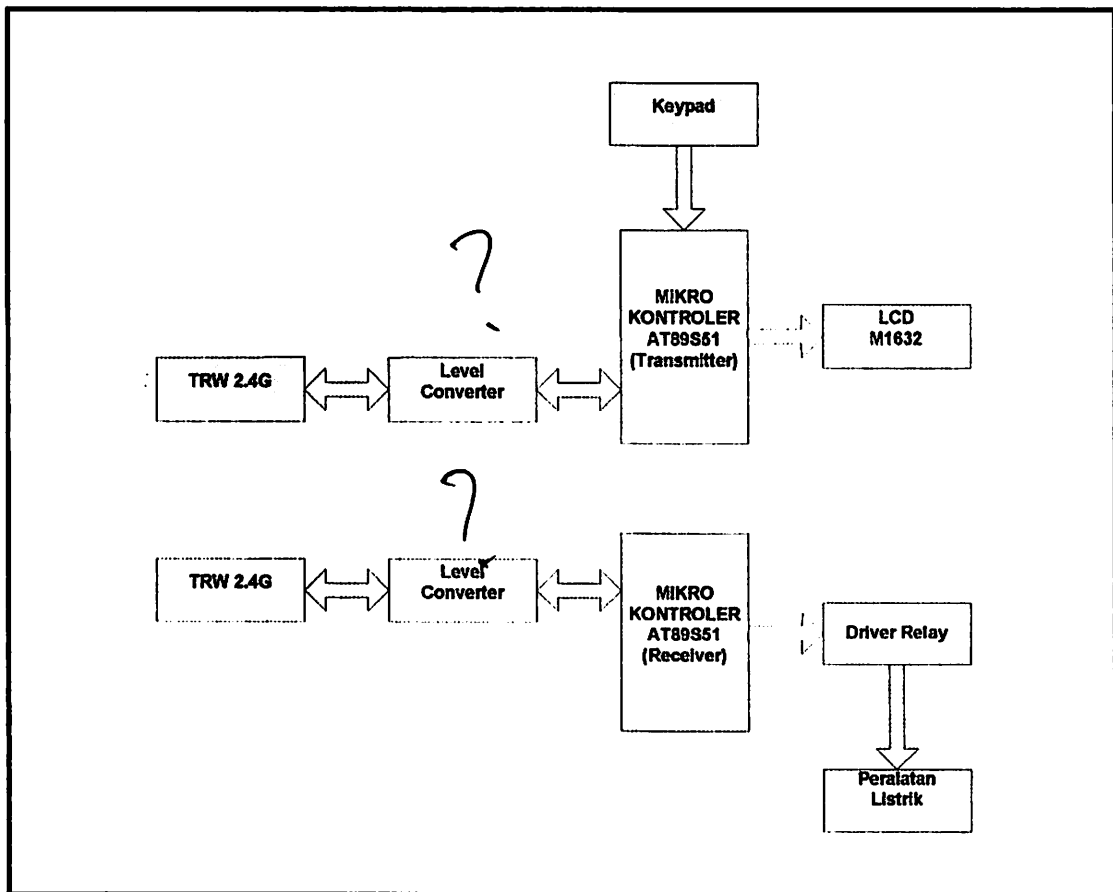 Keypad
?
MIKRO
KONTROLER
AT89S51
(Transmitter)
LCD
M1632
TRW 2.4G
Level
Converter
?
TRW 2.4G
Level
Converter
MIKRO
KONTROLER
AT89S51
(Receiver)
Driver Relay
Peralatan
Listrik